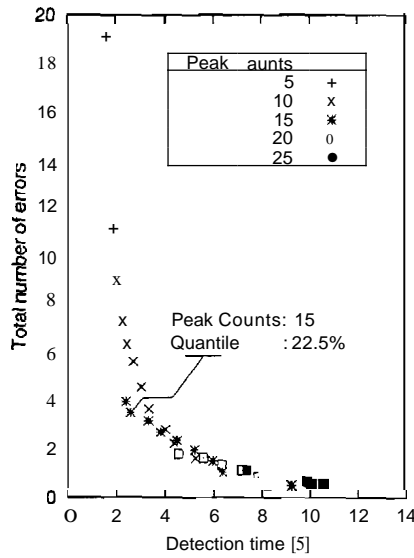 20
18
16
14
12
10
8
6
4
2
0
Total number of errors
Peak aunts
5 +
10 x
15 *
20 0
25 ●
Peak Counts: 15
Quantile : 22.5%
O 2 4 6 8 10 12 14
Detection time [5]